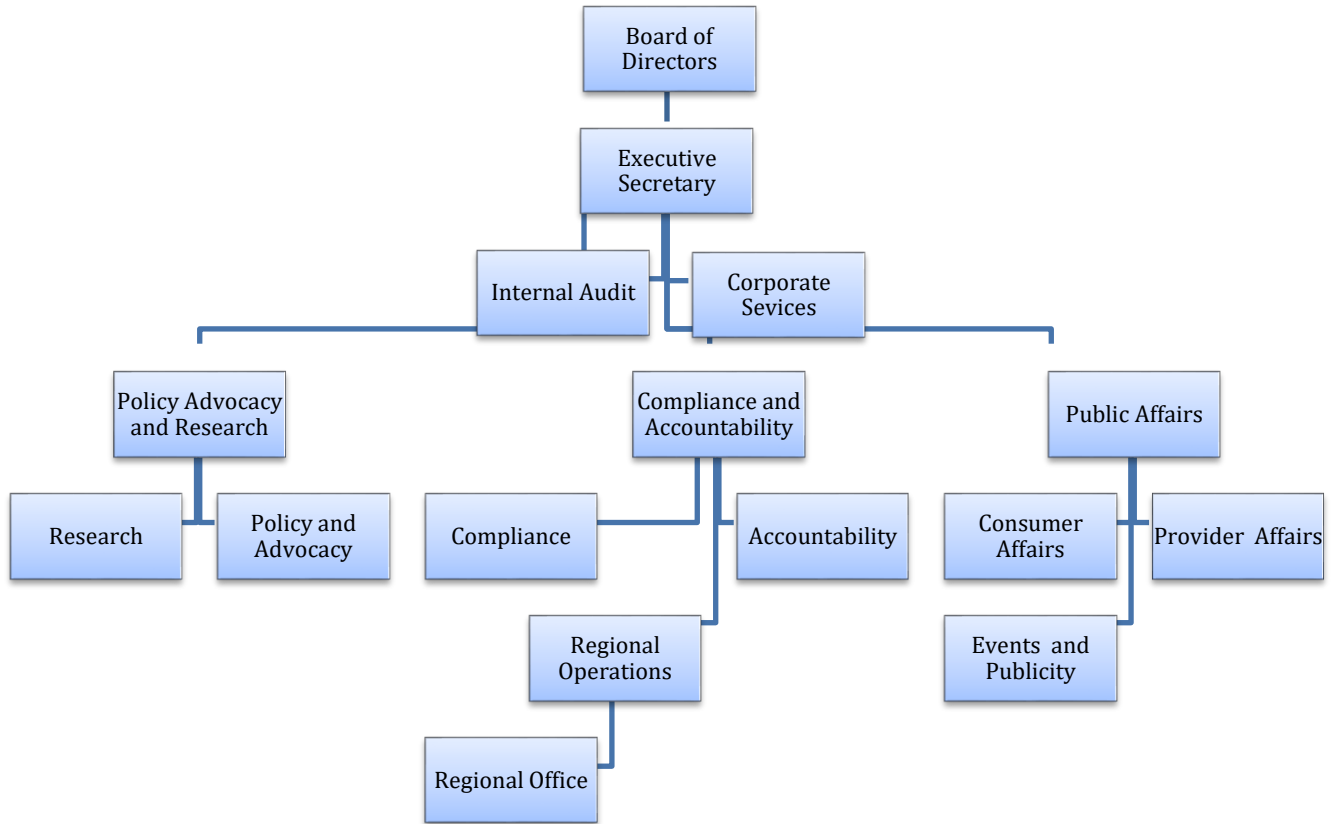 Board of
Directors
Executive
Secretary
Internal Audit
Corporate
Sevices
Policy Advocacy
and Research
Compliance and
Accountability
Public Affairs
Research
Policy and
Advocacy
Compliance
Accountability
Consumer
Affairs
Provider  Affairs
Regional
Operations
Events  and
Publicity
Regional Office